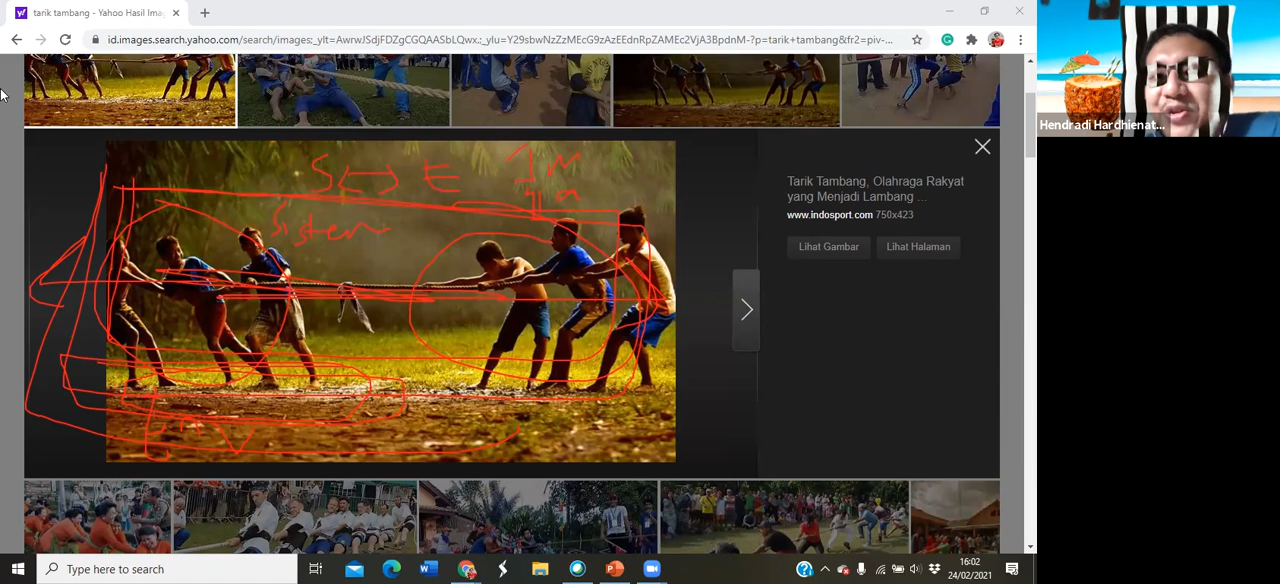 tarik tambang - Yahoo Hasil Ima
id.images.search.yahoo.com/search/images;_ylt=AwrwJSdjFDZgCGQAASbLQwx.;_ylu=Y29sbwNzZzMEcG9zAzEEdnRpZAMEc2VjA3BpdnM-?p=tarik+tambang&fr2=piv-...
Hendradi Hardhienat...
S ↔ E
Sistem
Tarik Tambang, Olahraga Rakyat
yang Menjadi Lambang ...
www.indosport.com 750x423
Lihat Gambar Lihat Halaman
Type here to search
16:02
24/02/2021